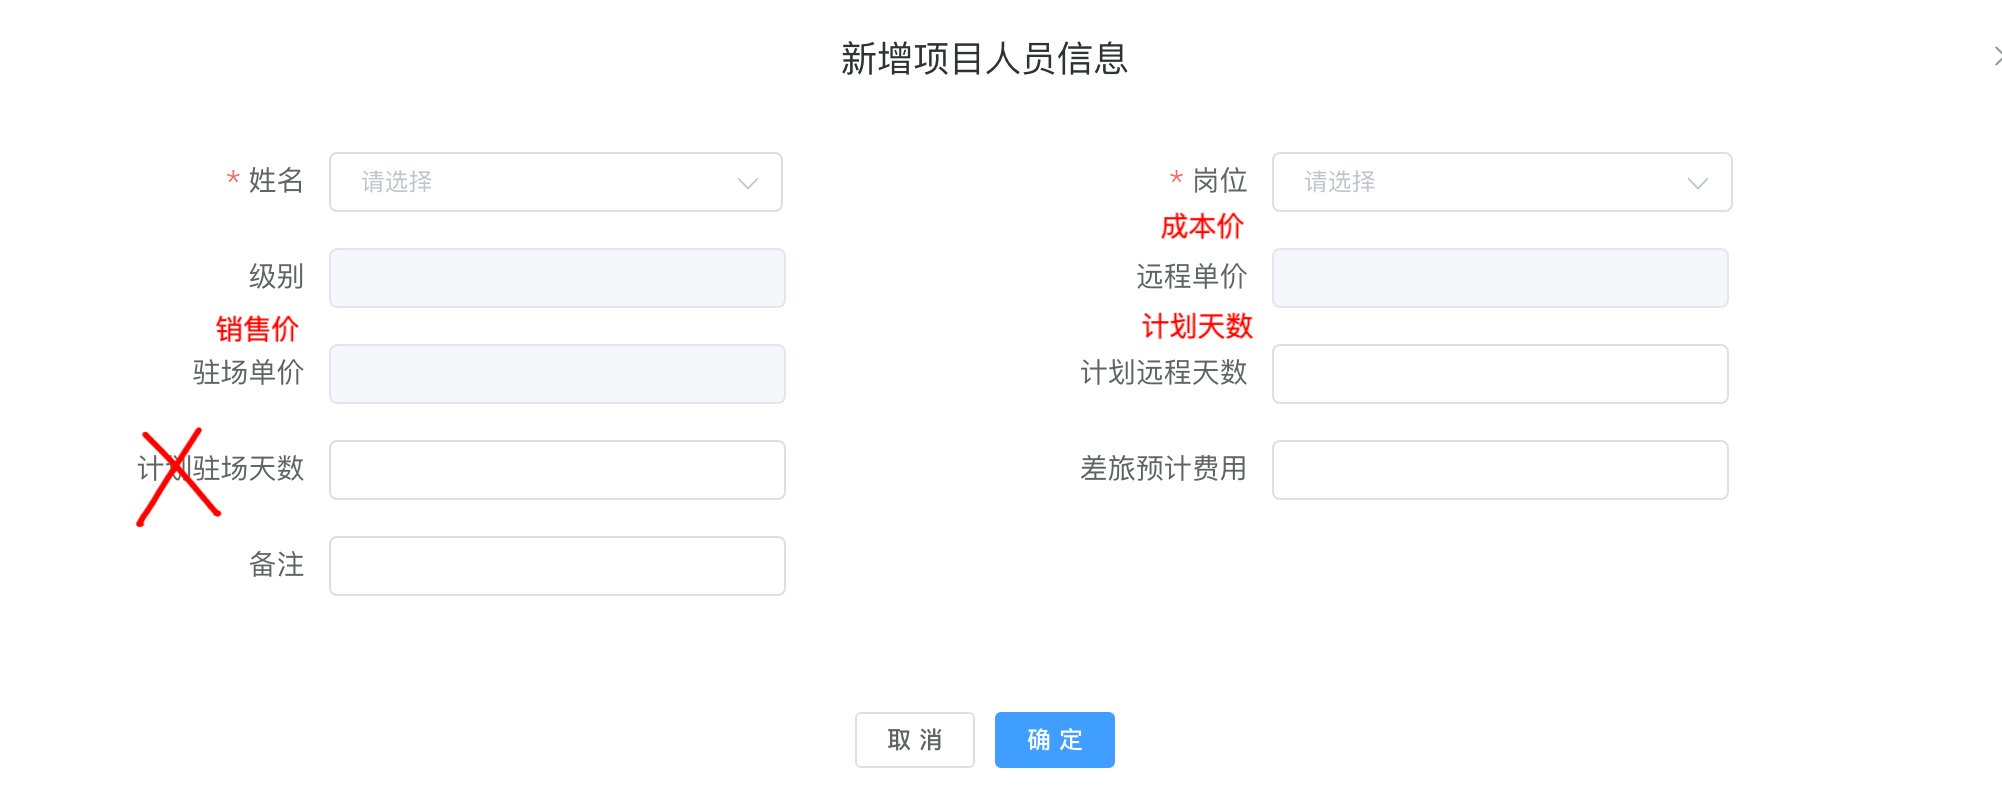 新增项目人员信息
* 姓名 请选择
* 岗位 请选择
成本价
级别
远程单价
销售价
计划天数
驻场单价
计划远程天数
计划驻场天数
差旅预计费用
备注
取 消
确 定